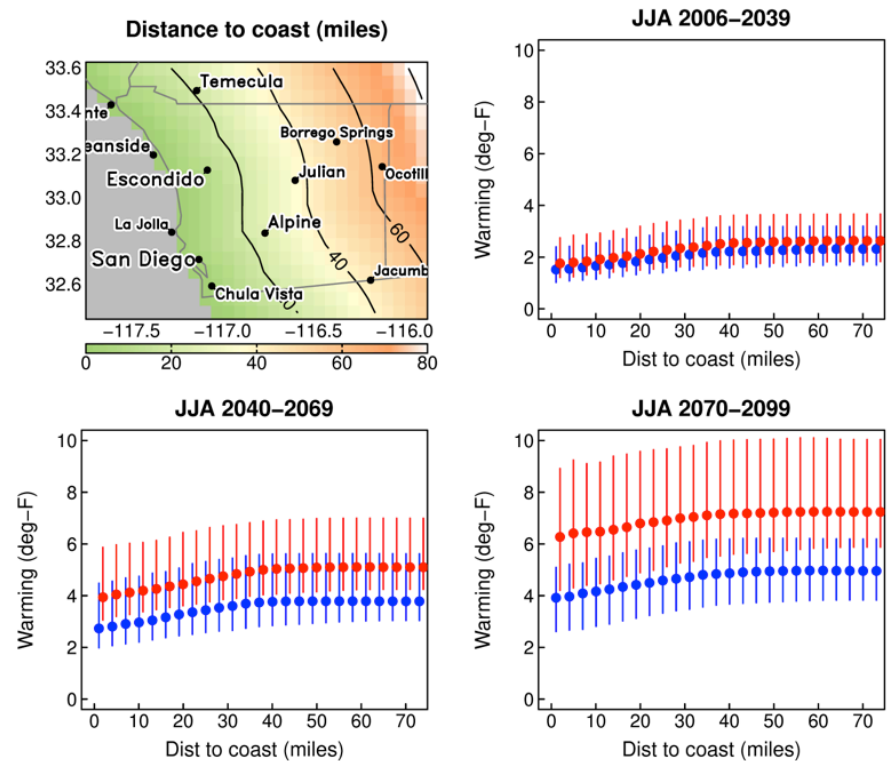 Distance to coast (miles)
33.6
33.4
33.2
33.0
32.8
32.6
Temecula
nte
Borrego Springs
eanside
Escondido
Julian
Ocotill
La Jolla
Alpine
60
San Diego
40
Jacumb
Chula Vista
−117.5
−117.0
−116.5
−116.0
0 20 40 60 80
JJA 2006−2039
Warming (deg−F)
10
8
6
4
2
0
0 10 20 30 40 50 60 70
Dist to coast (miles)
JJA 2040−2069
Warming (deg−F)
10
8
6
4
2
0
0 10 20 30 40 50 60 70
Dist to coast (miles)
JJA 2070−2099
Warming (deg−F)
10
8
6
4
2
0
0 10 20 30 40 50 60 70
Dist to coast (miles)